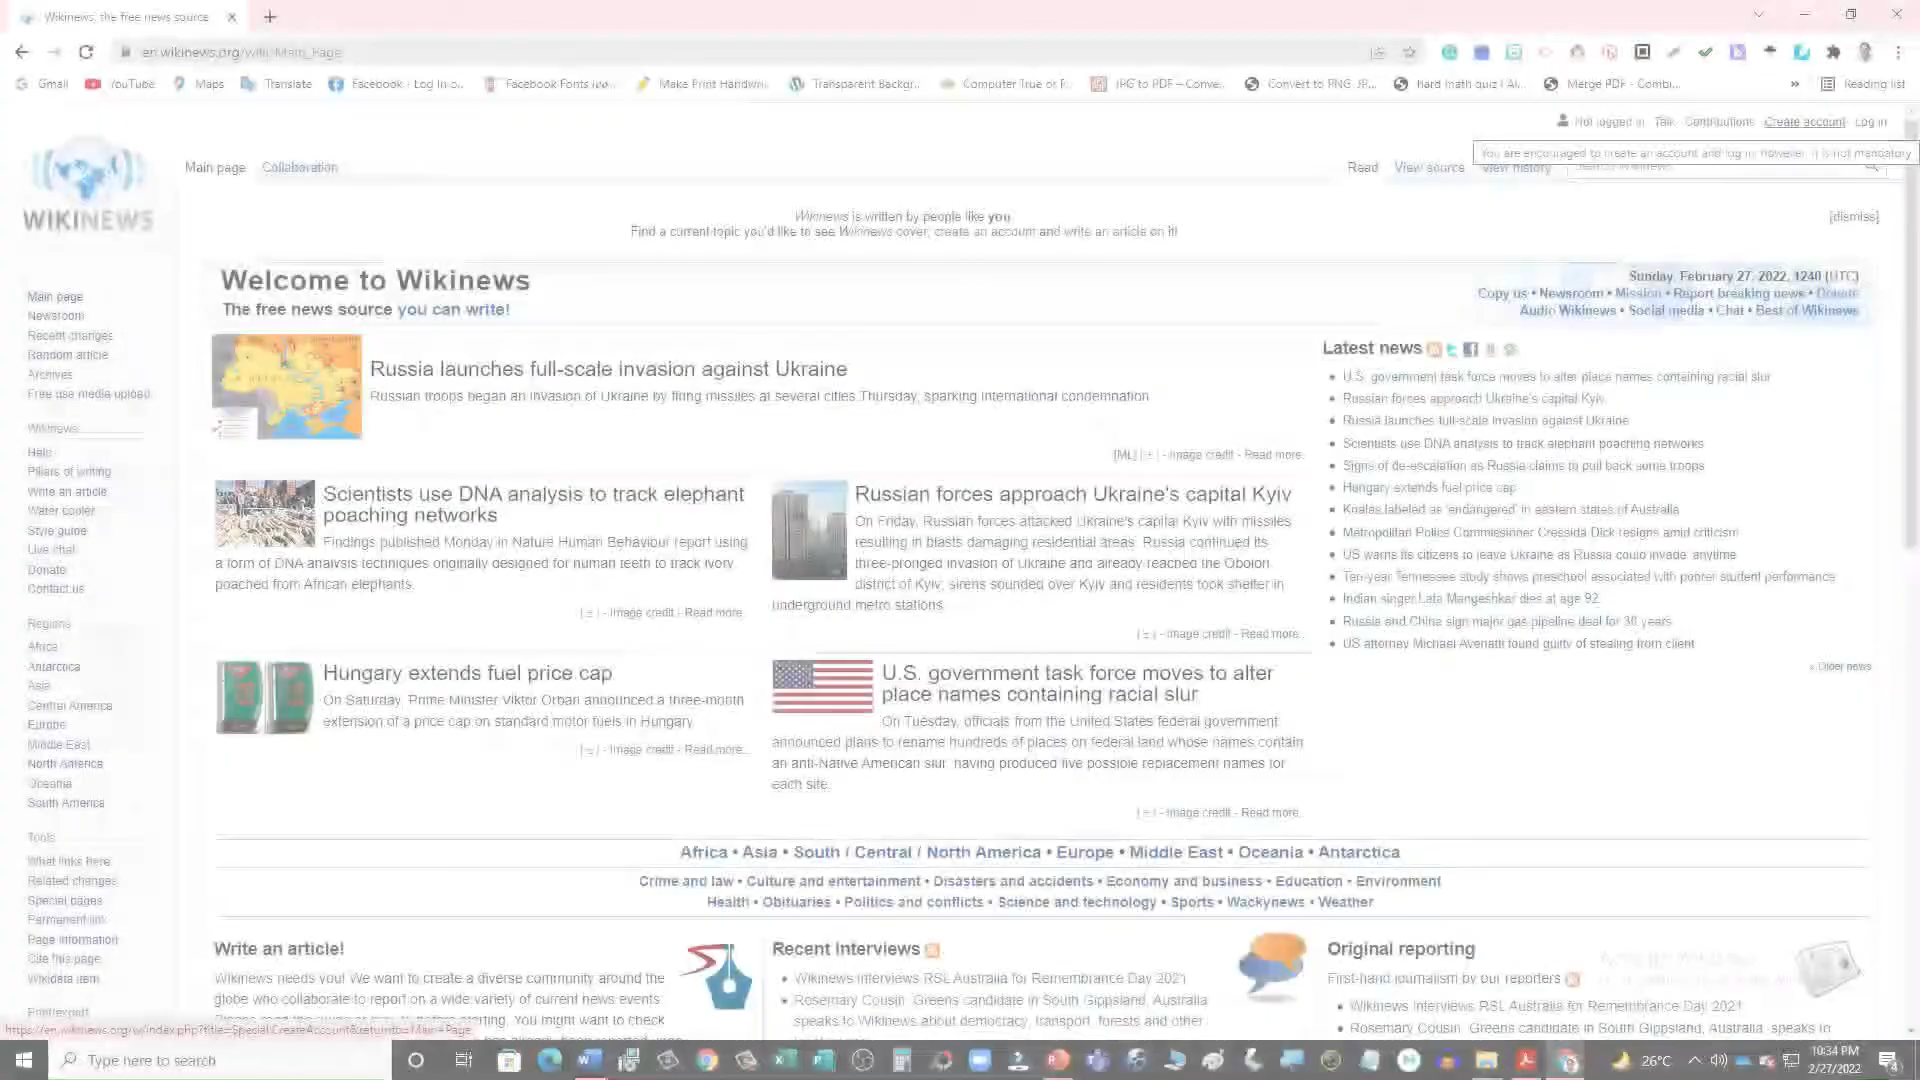 Wikinews, the free news source
en.wikinews.org/wiki/Main_Page
Gmail YouTube Maps Translate Facebook - Log In o... Facebook Fonts Make Print Handwri... Transparent Backgr... Computer True or F... JPG to PDF – Conve... Convert to PNG, JP... hard math quiz | Al... Merge PDF - Combi... » Reading list
Not logged in Talk Contributions Create account Log in
You are encouraged to create an account and log in; however, it is not mandatory
Main page Collaboration Read View source View history
WIKINEWS
Wikinews is written by people like you.
[dismiss]
Find a current topic you'd like to see Wikinews cover, create an account and write an article on it!
Welcome to Wikinews
The free news source you can write!
Sunday, February 27, 2022, 1240 (UTC)
Copy us • Newsroom • Mission • Report breaking news • Donate
Audio Wikinews • Social media • Chat • Best of Wikinews
Main page
Newsroom
Recent changes
Random article
Archives
Free use media upload
Wikinews
Help
Pillars of writing
Write an article
Water cooler
Style guide
Live chat
Donate
Contact us
Regions
Africa
Antarctica
Asia
Central America
Europe
Middle East
North America
Oceania
South America
Tools
What links here
Related changes
Special pages
Permanent link
Page information
Cite this page
Wikidata item
Print/export
Russia launches full-scale invasion against Ukraine
Russian troops began an invasion of Ukraine by firing missiles at several cities Thursday, sparking international condemnation.
[ML] [ ± ] - Image credit - Read more...
Scientists use DNA analysis to track elephant
poaching networks
Findings published Monday in Nature Human Behaviour report using
a form of DNA analysis techniques originally designed for human teeth to track ivory
poached from African elephants.
[ ± ] - Image credit - Read more...
Russian forces approach Ukraine's capital Kyiv
On Friday, Russian forces attacked Ukraine's capital Kyiv with missiles
resulting in blasts damaging residential areas. Russia continued its
three-pronged invasion of Ukraine and already reached the Obolon
district of Kyiv; sirens sounded over Kyiv and residents took shelter in
underground metro stations.
[ ± ] - Image credit - Read more...
Hungary extends fuel price cap
On Saturday, Prime Minister Viktor Orban announced a three-month
extension of a price cap on standard motor fuels in Hungary.
[ ± ] - Image credit - Read more...
U.S. government task force moves to alter
place names containing racial slur
On Tuesday, officials from the United States federal government
announced plans to rename hundreds of places on federal land whose names contain
an anti-Native American slur, having produced five possible replacement names for
each site.
[ ± ] - Image credit - Read more...
Latest news
U.S. government task force moves to alter place names containing racial slur
Russian forces approach Ukraine's capital Kyiv
Russia launches full-scale invasion against Ukraine
Scientists use DNA analysis to track elephant poaching networks
Signs of de-escalation as Russia claims to pull back some troops
Hungary extends fuel price cap
Koalas labeled as 'endangered' in eastern states of Australia
Metropolitan Police Commissioner Cressida Dick resigns amid criticism
US warns its citizens to leave Ukraine as Russia could invade 'anytime'
Ten-year Tennessee study shows preschool associated with poorer student performance
Indian singer Lata Mangeshkar dies at age 92
Russia and China sign major gas pipeline deal for 30 years
US attorney Michael Avenatti found guilty of stealing from client
» Older news
Africa • Asia • South / Central / North America • Europe • Middle East • Oceania • Antarctica
Crime and law • Culture and entertainment • Disasters and accidents • Economy and business • Education • Environment
Health • Obituaries • Politics and conflicts • Science and technology • Sports • Wackynews • Weather
Write an article!
Wikinews needs you! We want to create a diverse community around the
globe who collaborate to report on a wide variety of current news events.
starting. You might want to check
Recent interviews
Wikinews interviews RSL Australia for Remembrance Day 2021
Rosemary Cousin, Greens candidate in South Gippsland, Australia
speaks to Wikinews about democracy, transport, forests and other
Original reporting
First-hand journalism by our reporters
Wikinews interviews RSL Australia for Remembrance Day 2021
Rosemary Cousin, Greens candidate in South Gippsland, Australia, speaks to
https://en.wikinews.org/w/index.php?title=Special:CreateAccount&returnto=Main+Page
Type here to search
26°C
10:34 PM
2/27/2022
4